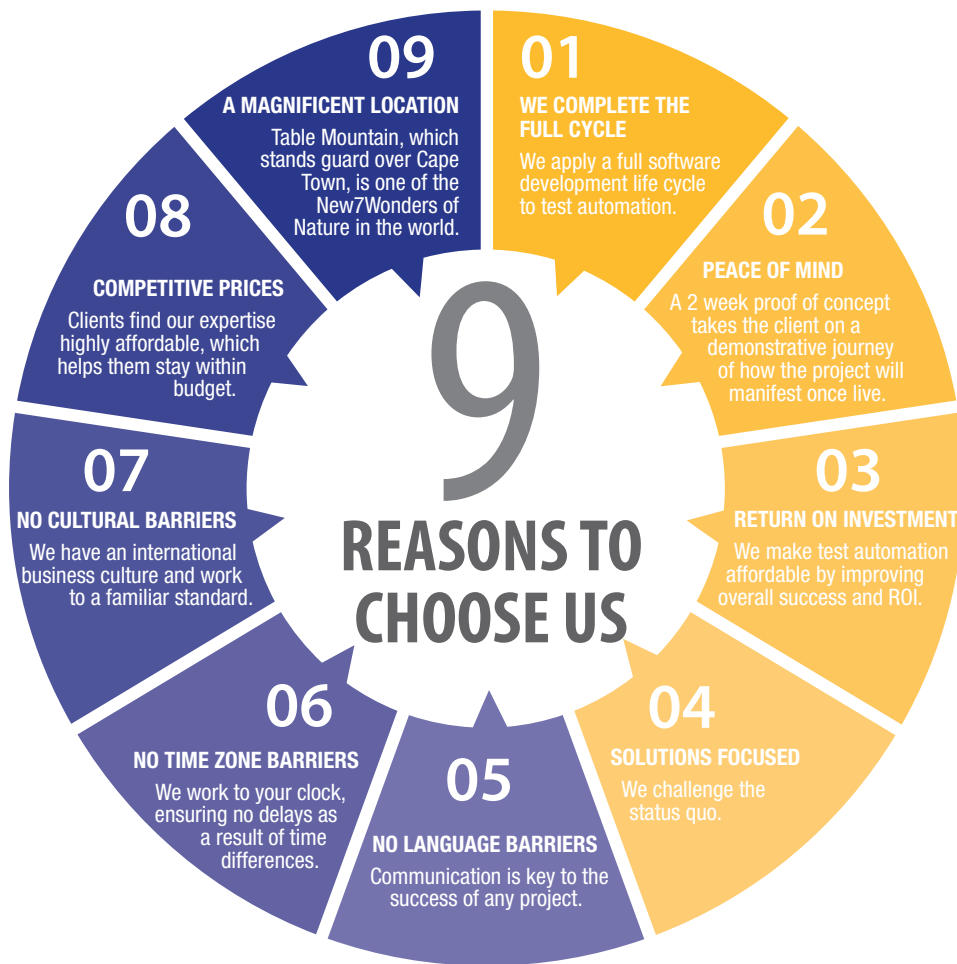 9
REASONS TO
CHOOSE US
01
WE COMPLETE THE
FULL CYCLE
We apply a full software
development life cycle
to test automation.
02
PEACE OF MIND
A 2 week proof of concept
takes the client on a
demonstrative journey
of how the project will
manifest once live.
03
RETURN ON INVESTMENT
We make test automation
affordable by improving
overall success and ROI.
04
SOLUTIONS FOCUSED
We challenge the
status quo.
05
NO LANGUAGE BARRIERS
Communication is key to the
success of any project.
06
NO TIME ZONE BARRIERS
We work to your clock,
ensuring no delays as
a result of time
differences.
07
NO CULTURAL BARRIERS
We have an international
business culture and work
to a familiar standard.
08
COMPETITIVE PRICES
Clients find our expertise
highly affordable, which
helps them stay within
budget.
09
A MAGNIFICENT LOCATION
Table Mountain, which
stands guard over Cape
Town, is one of the
New7Wonders of
Nature in the world.